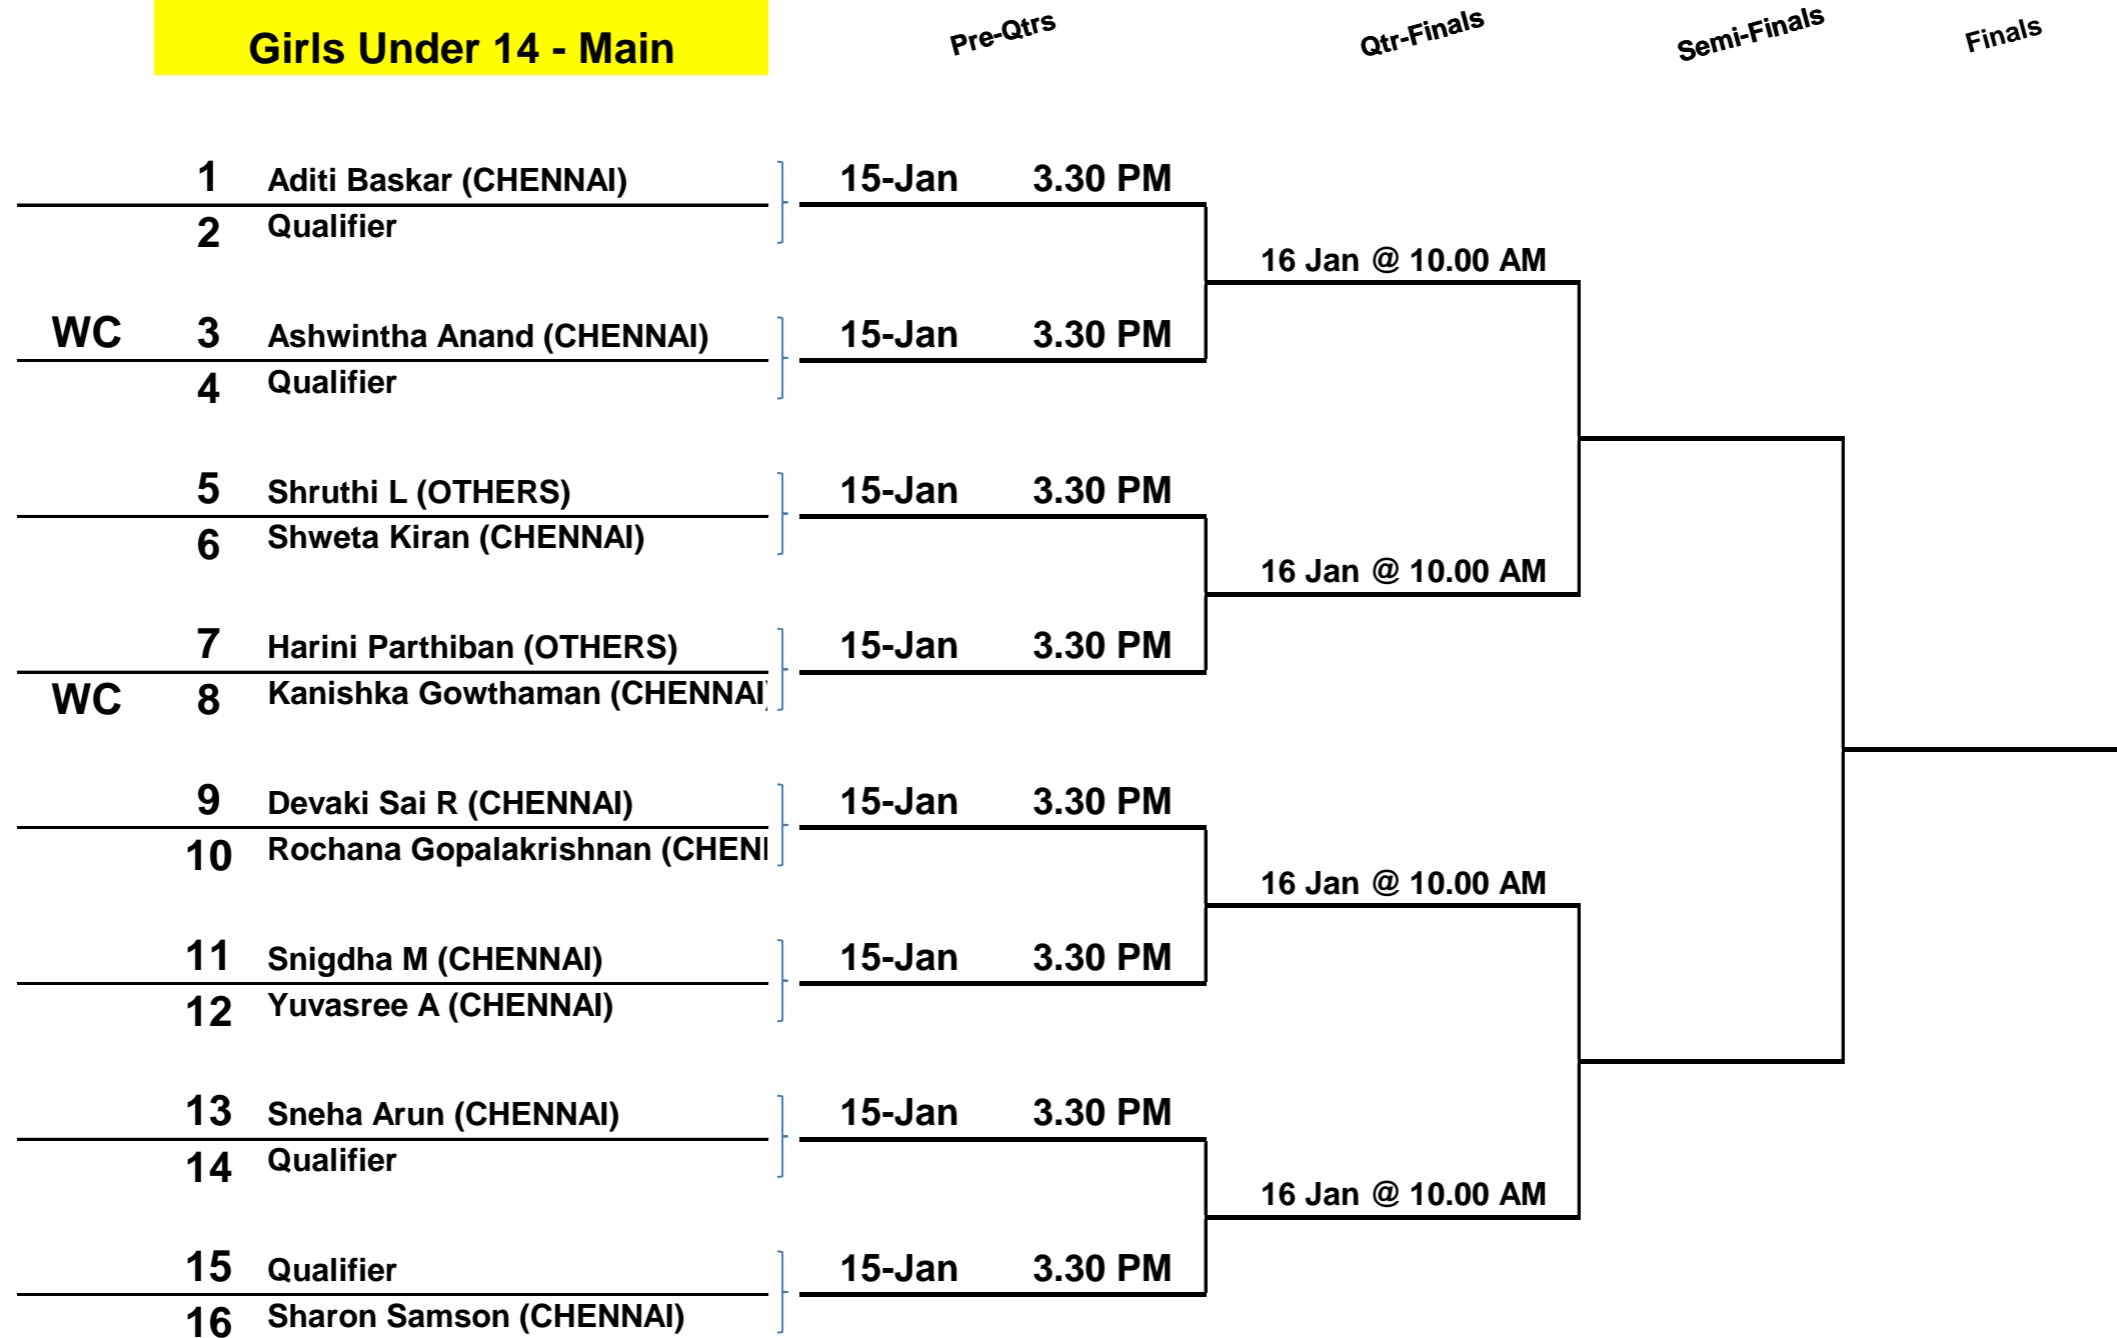 Girls Under 14 - Main Pre-Qtrs Qtr-Finals Semi-Finals Finals
1 Aditi Baskar (CHENNAI) 15-Jan 3.30 PM
2 Qualifier
16 Jan @ 10.00 AM
WC 3 Ashwintha Anand (CHENNAI) 15-Jan 3.30 PM
4 Qualifier
5 Shruthi L (OTHERS) 15-Jan 3.30 PM
6 Shweta Kiran (CHENNAI)
16 Jan @ 10.00 AM
7 Harini Parthiban (OTHERS) 15-Jan 3.30 PM
WC 8 Kanishka Gowthaman (CHENNAI)
9 Devaki Sai R (CHENNAI) 15-Jan 3.30 PM
10 Rochana Gopalakrishnan (CHEN
16 Jan @ 10.00 AM
11 Snigdha M (CHENNAI) 15-Jan 3.30 PM
12 Yuvasree A (CHENNAI)
13 Sneha Arun (CHENNAI) 15-Jan 3.30 PM
14 Qualifier
16 Jan @ 10.00 AM
15 Qualifier 15-Jan 3.30 PM
16 Sharon Samson (CHENNAI)